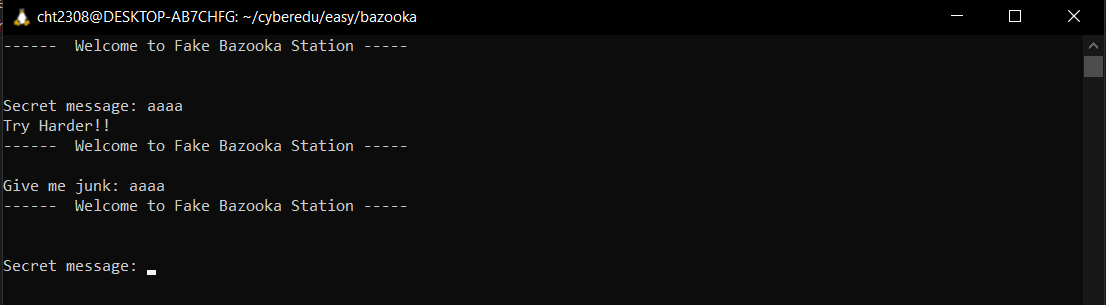 cht2308@DESKTOP-AB7CHFG: ~/cyberedu/easy/bazooka
------  Welcome to Fake Bazooka Station -----
Secret message: aaaa
Try Harder!!
------  Welcome to Fake Bazooka Station -----
Give me junk: aaaa
------  Welcome to Fake Bazooka Station -----
Secret message: